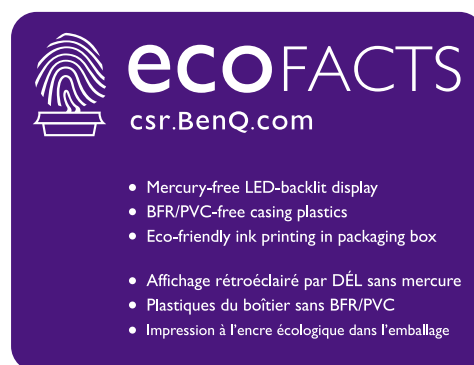 ecoFACTS
csr.BenQ.com
• Mercury-free LED-backlit display
• BFR/PVC-free casing plastics
• Eco-friendly ink printing in packaging box
• Affichage rétroéclairé par DÉL sans mercure
• Plastiques du boîtier sans BFR/PVC
• Impression à l'encre écologique dans l'emballage